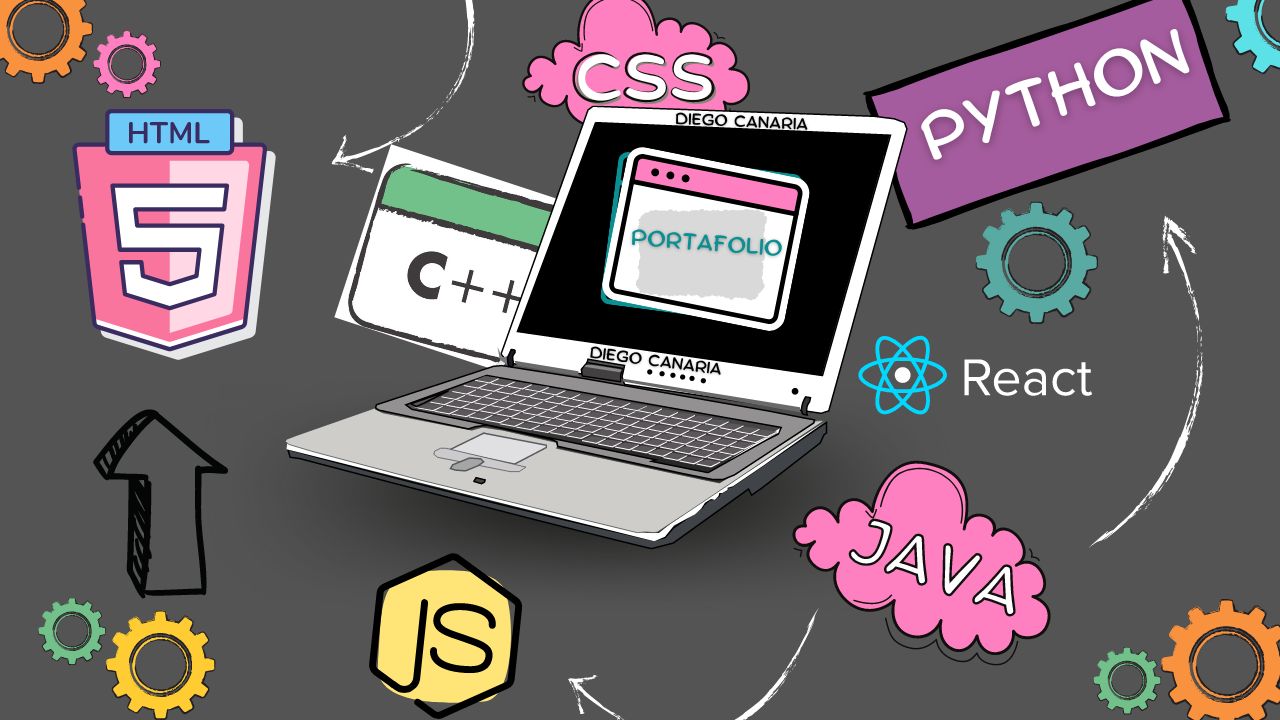 CSS
PYTHON
HTML
5
DIEGO CANARIA
C++
PORTAFOLIO
DIEGO CANARIA
React
JAVA
JS